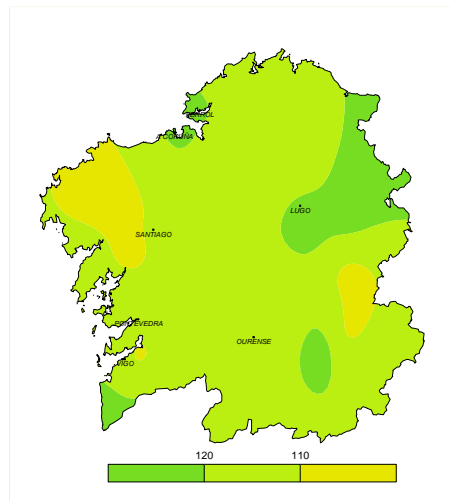 FERROL
A CORUÑA
LUGO
SANTIAGO
PONTEVEDRA
OURENSE
VIGO
120 110